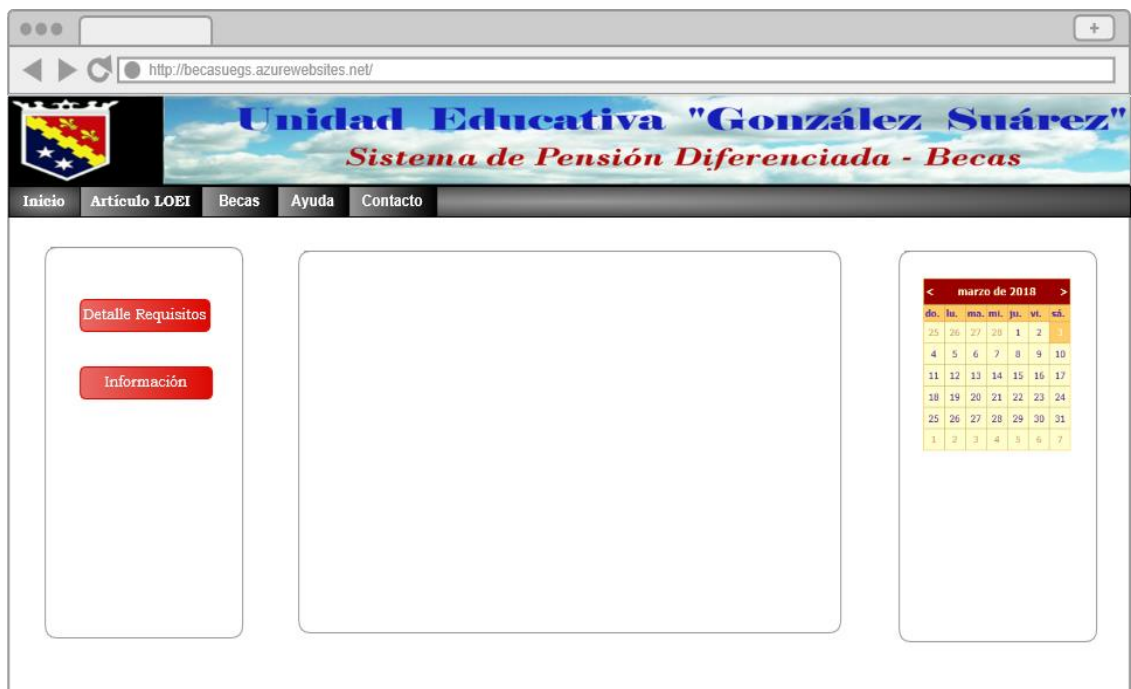 +
http://becasuegs.azurewebsites.net/
Unidad Educativa "González Suárez"
Sistema de Pensión Diferenciada - Becas
Inicio Artículo LOEI Becas Ayuda Contacto
Detalle Requisitos
Información
< marzo de 2018 >
do. lu. ma. mi. ju. vi. sá.
25 26 27 28 1 2 3
4 5 6 7 8 9 10
11 12 13 14 15 16 17
18 19 20 21 22 23 24
25 26 27 28 29 30 31
1 2 3 4 5 6 7